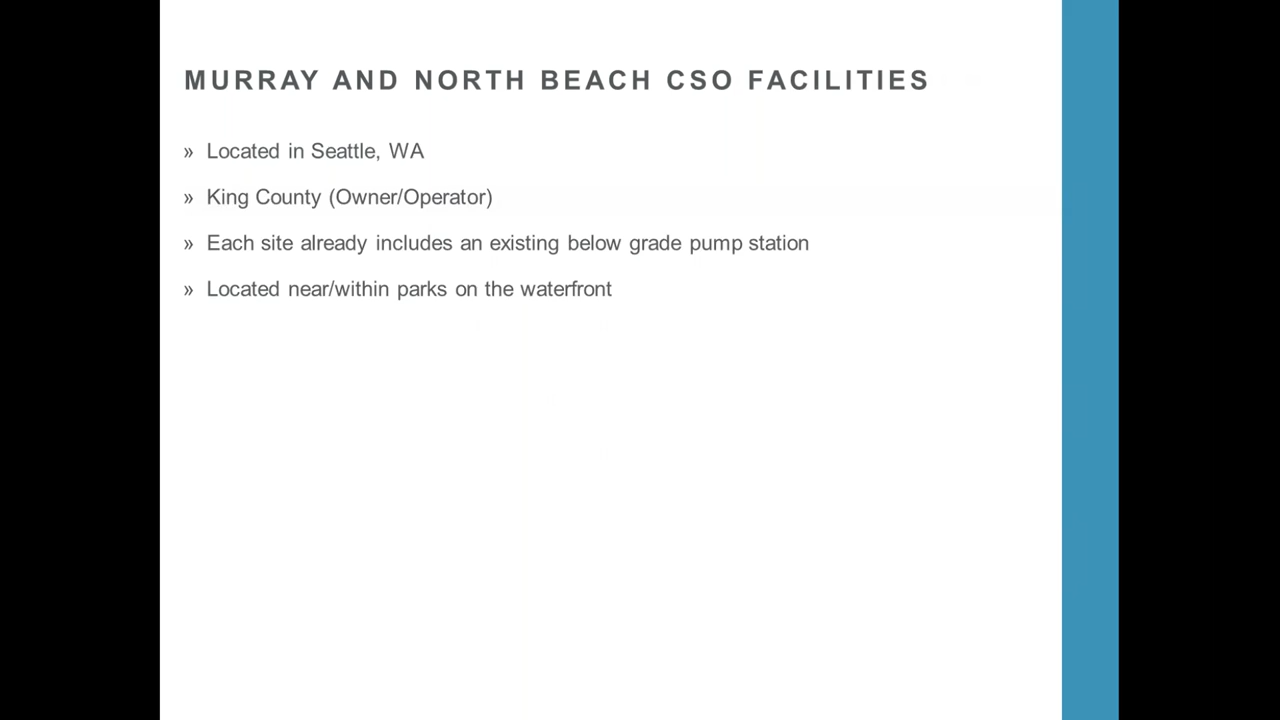 MURRAY AND NORTH BEACH CSO FACILITIES
» Located in Seattle, WA
» King County (Owner/Operator)
» Each site already includes an existing below grade pump station
» Located near/within parks on the waterfront